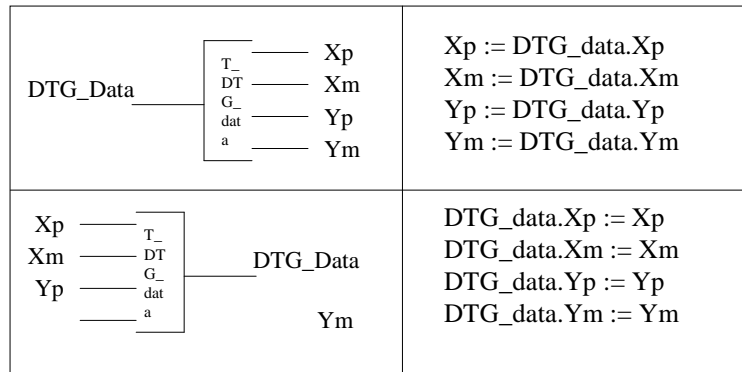 DTG_Data
T_
DT
G_
dat
a
Xp
Xm
Yp
Ym
Xp := DTG_data.Xp
Xm := DTG_data.Xm
Yp := DTG_data.Yp
Ym := DTG_data.Ym
Xp
Xm
Yp
T_
DT
G_
dat
a
DTG_Data
Ym
DTG_data.Xp := Xp
DTG_data.Xm := Xm
DTG_data.Yp := Yp
DTG_data.Ym := Ym